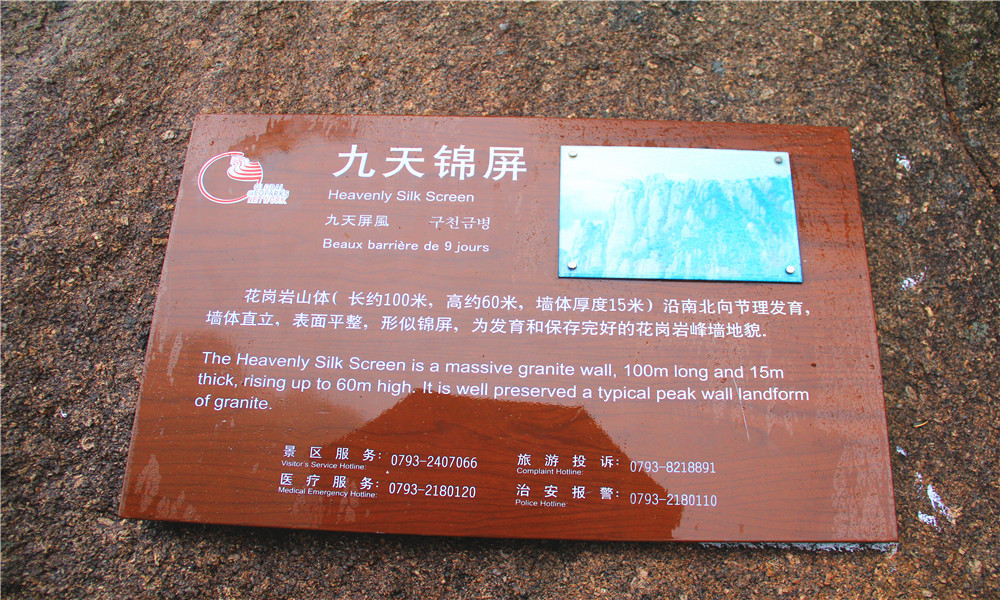 GLOBAL
GEOPARKS
NETWORK
九天锦屏
Heavenly Silk Screen
九天屏風 구천금병
Beaux barrière de 9 jours
花岗岩山体( 长约100米，高约60米，墙体厚度15米）沿南北向节理发育，
墙体直立，表面平整，形似锦屏，为发育和保存完好的花岗岩峰墙地貌.
The Heavenly Silk Screen is a massive granite wall, 100m long and 15m
thick, rising up to 60m high. It is well preserved a typical peak wall landform
of granite.
景区服务: 0793-2407066
Visitor's Service Hotline:
医疗服务: 0793-2180120
Medical Emergency Hotline:
旅游投诉: 0793-8218891
Complaint Hotline:
治安报警: 0793-2180110
Police Hotline: